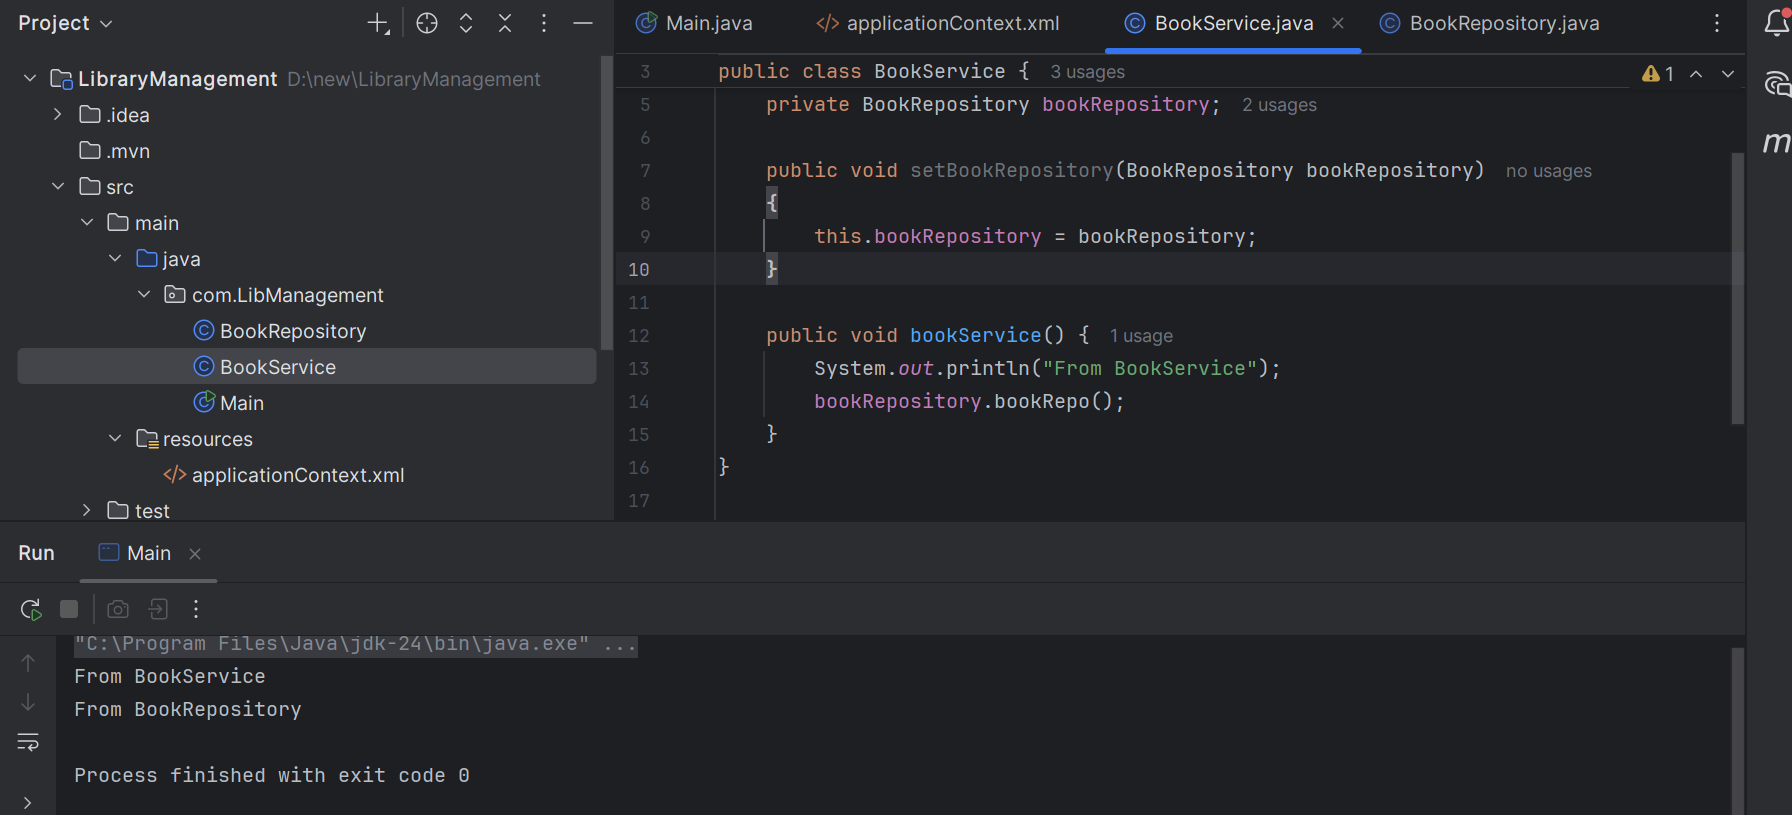 Project
LibraryManagement D:\new\LibraryManagement
.idea
.mvn
src
main
java
com.LibManagement
BookRepository
BookService
Main
resources
applicationContext.xml
test
Main.java applicationContext.xml BookService.java BookRepository.java
3 public class BookService { 3 usages
1
5 private BookRepository bookRepository; 2 usages
6
7 public void setBookRepository(BookRepository bookRepository) no usages
8 {
9 this.bookRepository = bookRepository;
10 }
11
12 public void bookService() { 1 usage
13 System.out.println("From BookService");
14 bookRepository.bookRepo();
15 }
16 }
17
m
Run Main
"C:\Program Files\Java\jdk-24\bin\java.exe" ...
From BookService
From BookRepository
Process finished with exit code 0